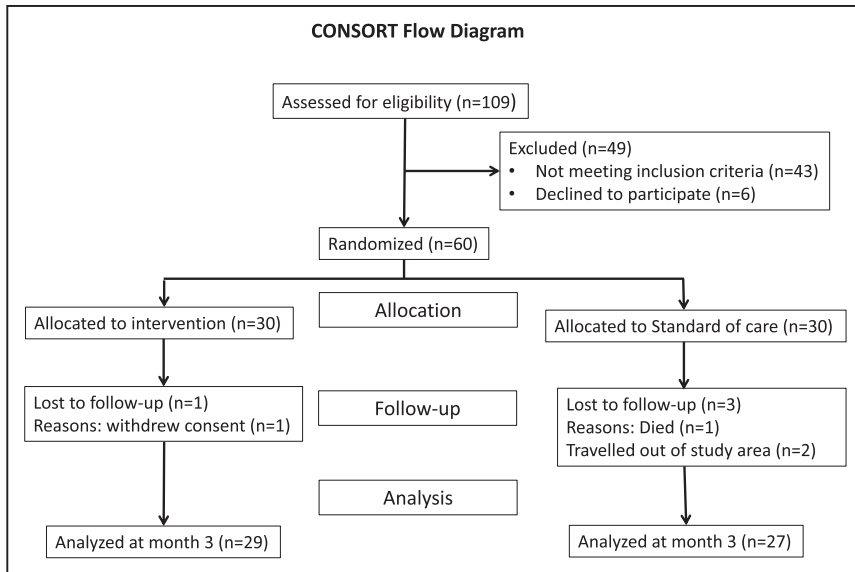 CONSORT Flow Diagram
Assessed for eligibility (n=109)
Excluded (n=49)
• Not meeting inclusion criteria (n=43)
• Declined to participate (n=6)
Randomized (n=60)
Allocation
Allocated to intervention (n=30)
Allocated to Standard of care (n=30)
Lost to follow-up (n=1)
Reasons: withdrew consent (n=1)
Follow-up
Lost to follow-up (n=3)
Reasons: Died (n=1)
Travelled out of study area (n=2)
Analysis
Analyzed at month 3 (n=29)
Analyzed at month 3 (n=27)